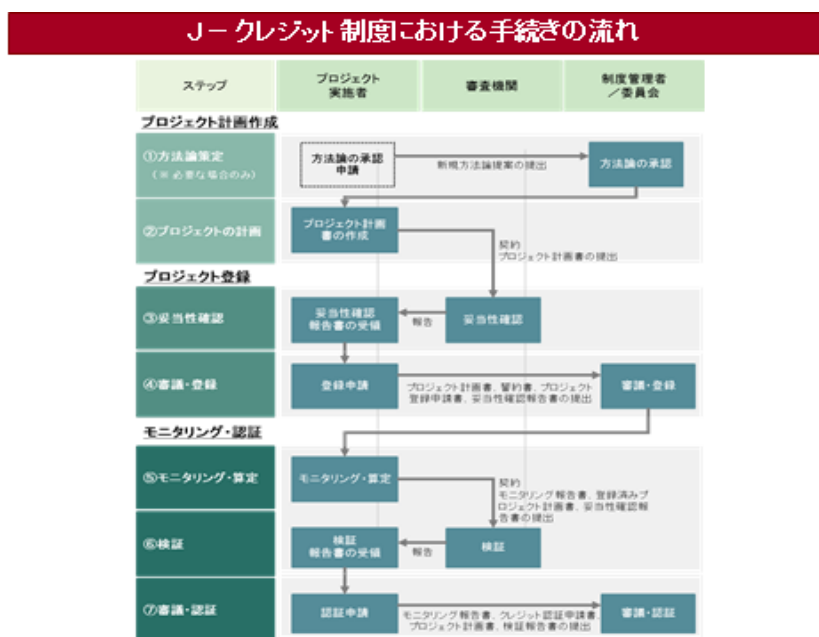 J－クレジット制度における手続きの流れ
ステップ
プロジェクト
実施者
審査機関
制度管理者
／委員会
プロジェクト計画作成
①方法論策定
（※必要な場合のみ）
方法論の承認
申請
新規方法論提案の提出
方法論の承認
②プロジェクトの計画
プロジェクト計画
書の作成
契約
プロジェクト計画書の提出
プロジェクト登録
③妥当性確認
妥当性確認
報告書の受領
報告
妥当性確認
④審議・登録
登録申請
プロジェクト計画書、誓約書、プロジェクト
登録申請書、妥当性確認報告書の提出
審議・登録
モニタリング・認証
⑤モニタリング・算定
モニタリング・算定
契約
モニタリング報告書、登録済みプ
ロジェクト計画書、妥当性確認報
告書の提出
⑥検証
検証
報告書の受領
報告
検証
⑦審議・認証
認証申請
モニタリング報告書、クレジット認証申請書、
プロジェクト計画書、検証報告書の提出
審議・認証